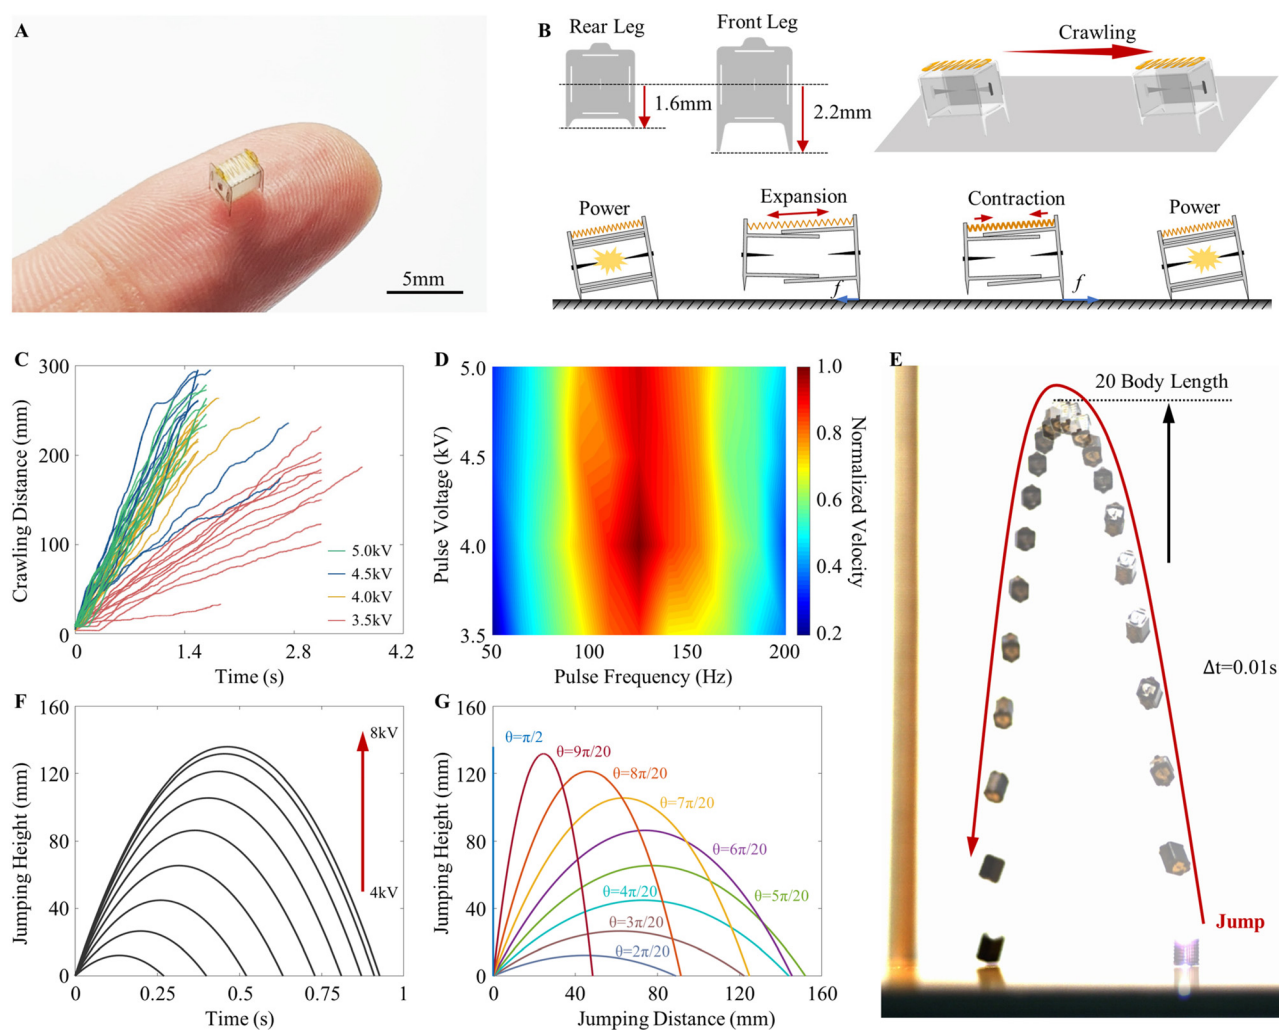 A
5mm
B
Rear Leg
Front Leg
1.6mm
2.2mm
Crawling
Power
Expansion
Contraction
Power
f
f
C
Crawling Distance (mm)
300
200
100
0
0
1.4
2.8
4.2
Time (s)
5.0kV
4.5kV
4.0kV
3.5kV
D
Pulse Voltage (kV)
5.0
4.5
4.0
3.5
50
100
150
200
Pulse Frequency (Hz)
1.0
0.8
0.6
0.4
0.2
Normalized Velocity
E
20 Body Length
Δt=0.01s
Jump
F
Jumping Height (mm)
160
120
80
40
0
0
0.25
0.5
0.75
1
Time (s)
8kV
4kV
G
Jumping Height (mm)
160
120
80
40
0
0
40
80
120
160
Jumping Distance (mm)
θ=π/2
θ=9π/20
θ=8π/20
θ=7π/20
θ=6π/20
θ=5π/20
θ=4π/20
θ=3π/20
θ=2π/20